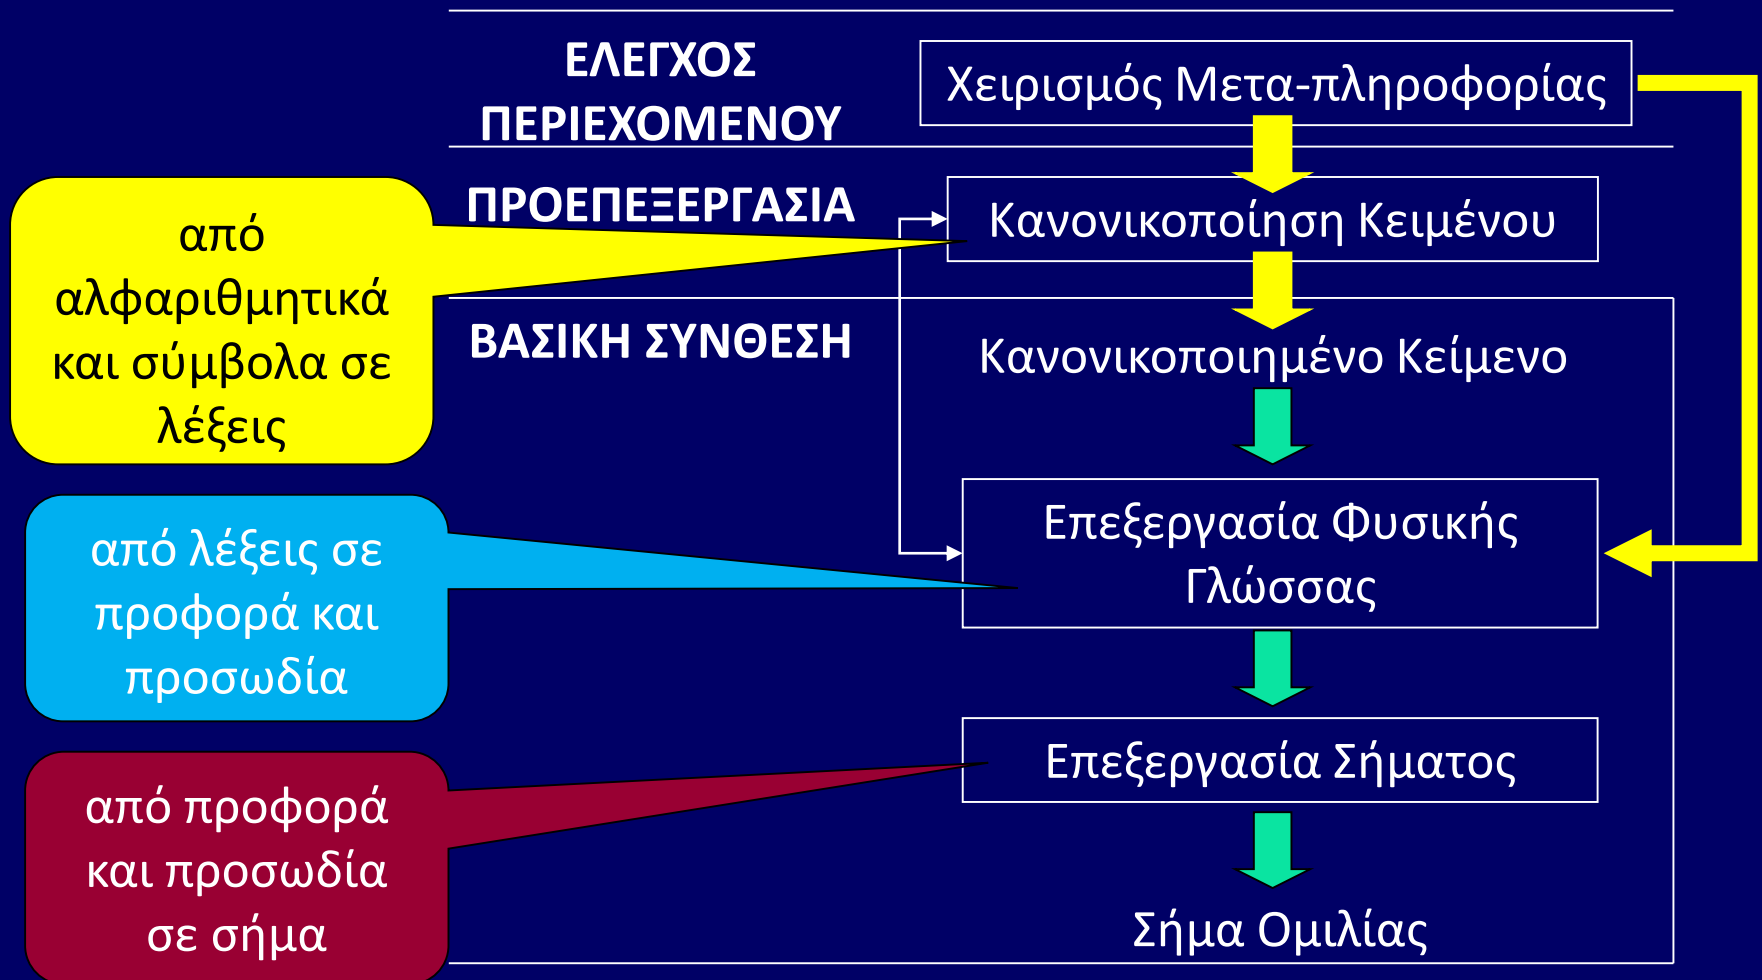 ΕΛΕΓΧΟΣ
ΠΕΡΙΕΧΟΜΕΝΟΥ
Χειρισμός Μετα-πληροφορίας
ΠΡΟΕΠΕΞΕΡΓΑΣΙΑ
Κανονικοποίηση Κειμένου
από
αλφαριθμητικά
και σύμβολα σε
λέξεις
ΒΑΣΙΚΗ ΣΥΝΘΕΣΗ
Κανονικοποιημένο Κείμενο
από λέξεις σε
προφορά και
προσωδία
Επεξεργασία Φυσικής
Γλώσσας
από προφορά
και προσωδία
σε σήμα
Επεξεργασία Σήματος
Σήμα Ομιλίας